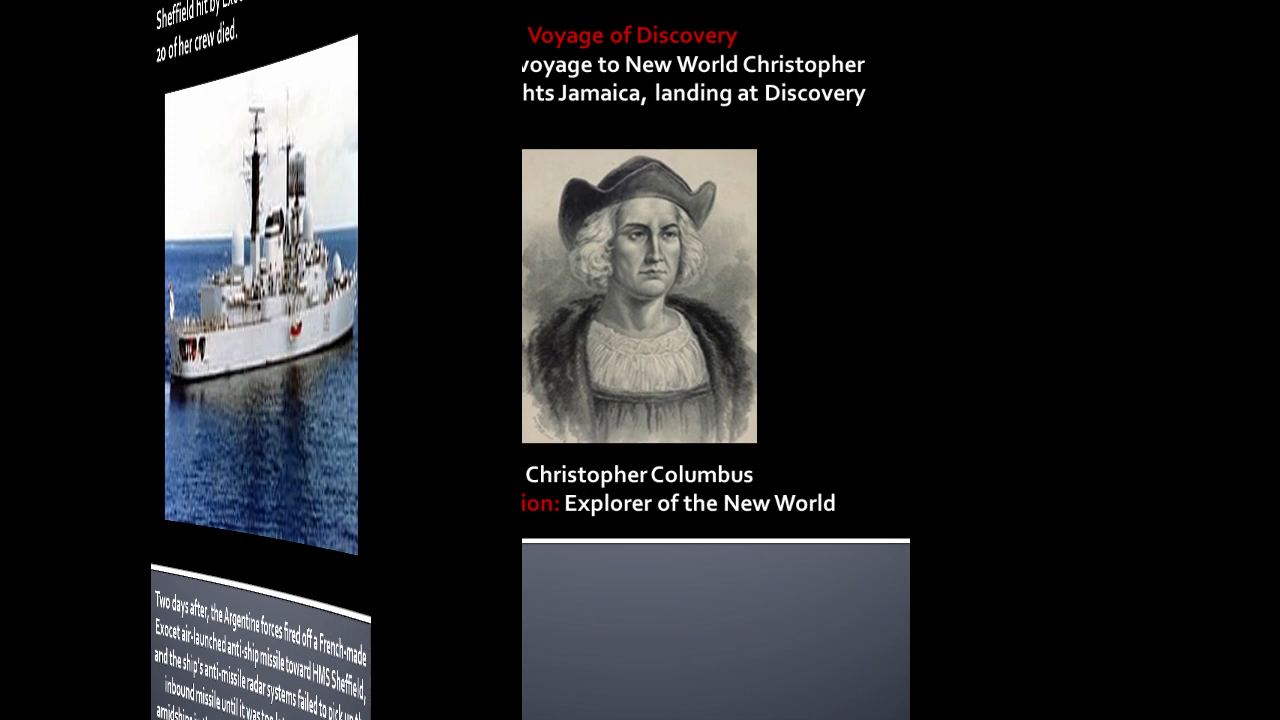 Sheffield hit by
20 of her crew died.
Two days after, the Argentine forces fired off a French-made
Exocet air-launched anti-ship missile toward HMS Sheffield,
and the ship's anti-missile radar systems failed to pick up
inbound missile until it was too
amidships
Voyage of Discovery
voyage to New World Christopher
hts Jamaica, landing at Discovery
Christopher Columbus
ion: Explorer of the New World